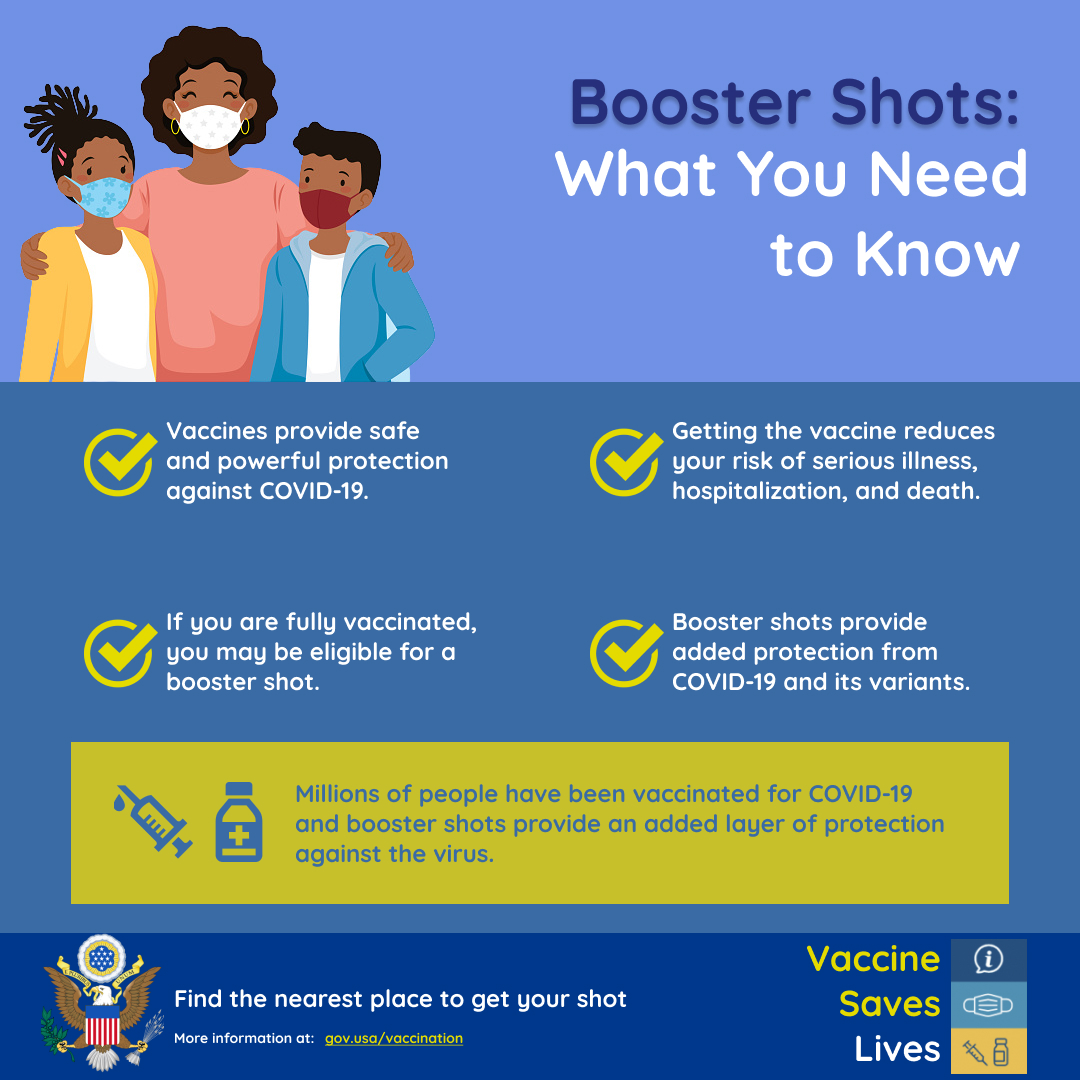 Booster Shots:
What You Need
to Know
Vaccines provide safe
and powerful protection
against COVID-19.
Getting the vaccine reduces
your risk of serious illness,
hospitalization, and death.
If you are fully vaccinated,
you may be eligible for a
booster shot.
Booster shots provide
added protection from
COVID-19 and its variants.
Millions of people have been vaccinated for COVID-19
and booster shots provide an added layer of protection
against the virus.
Find the nearest place to get your shot
More information at: gov.usa/vaccination
Vaccine
Saves
Lives